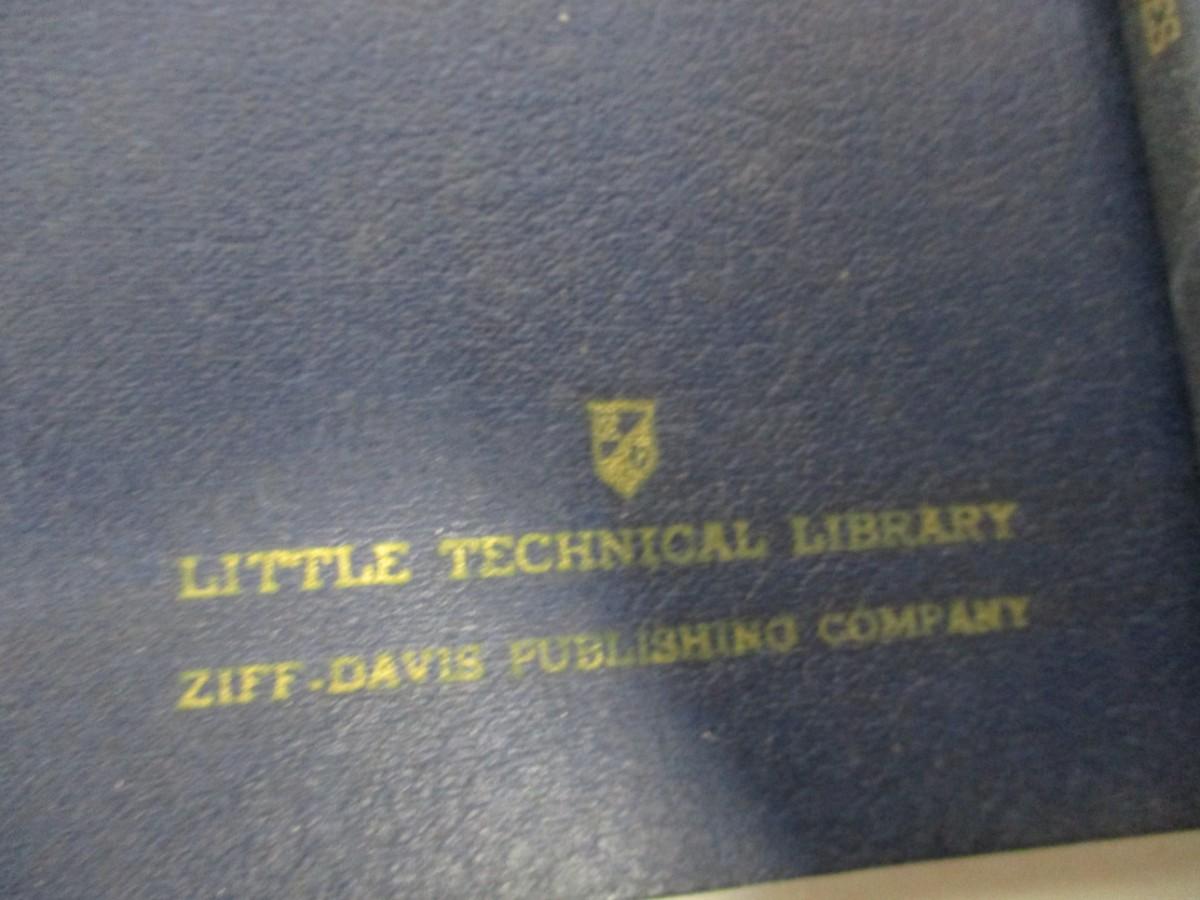 LITTLE TECHNICAL LIBRARY
ZIFF-DAVIS PUBLISHING COMPANY